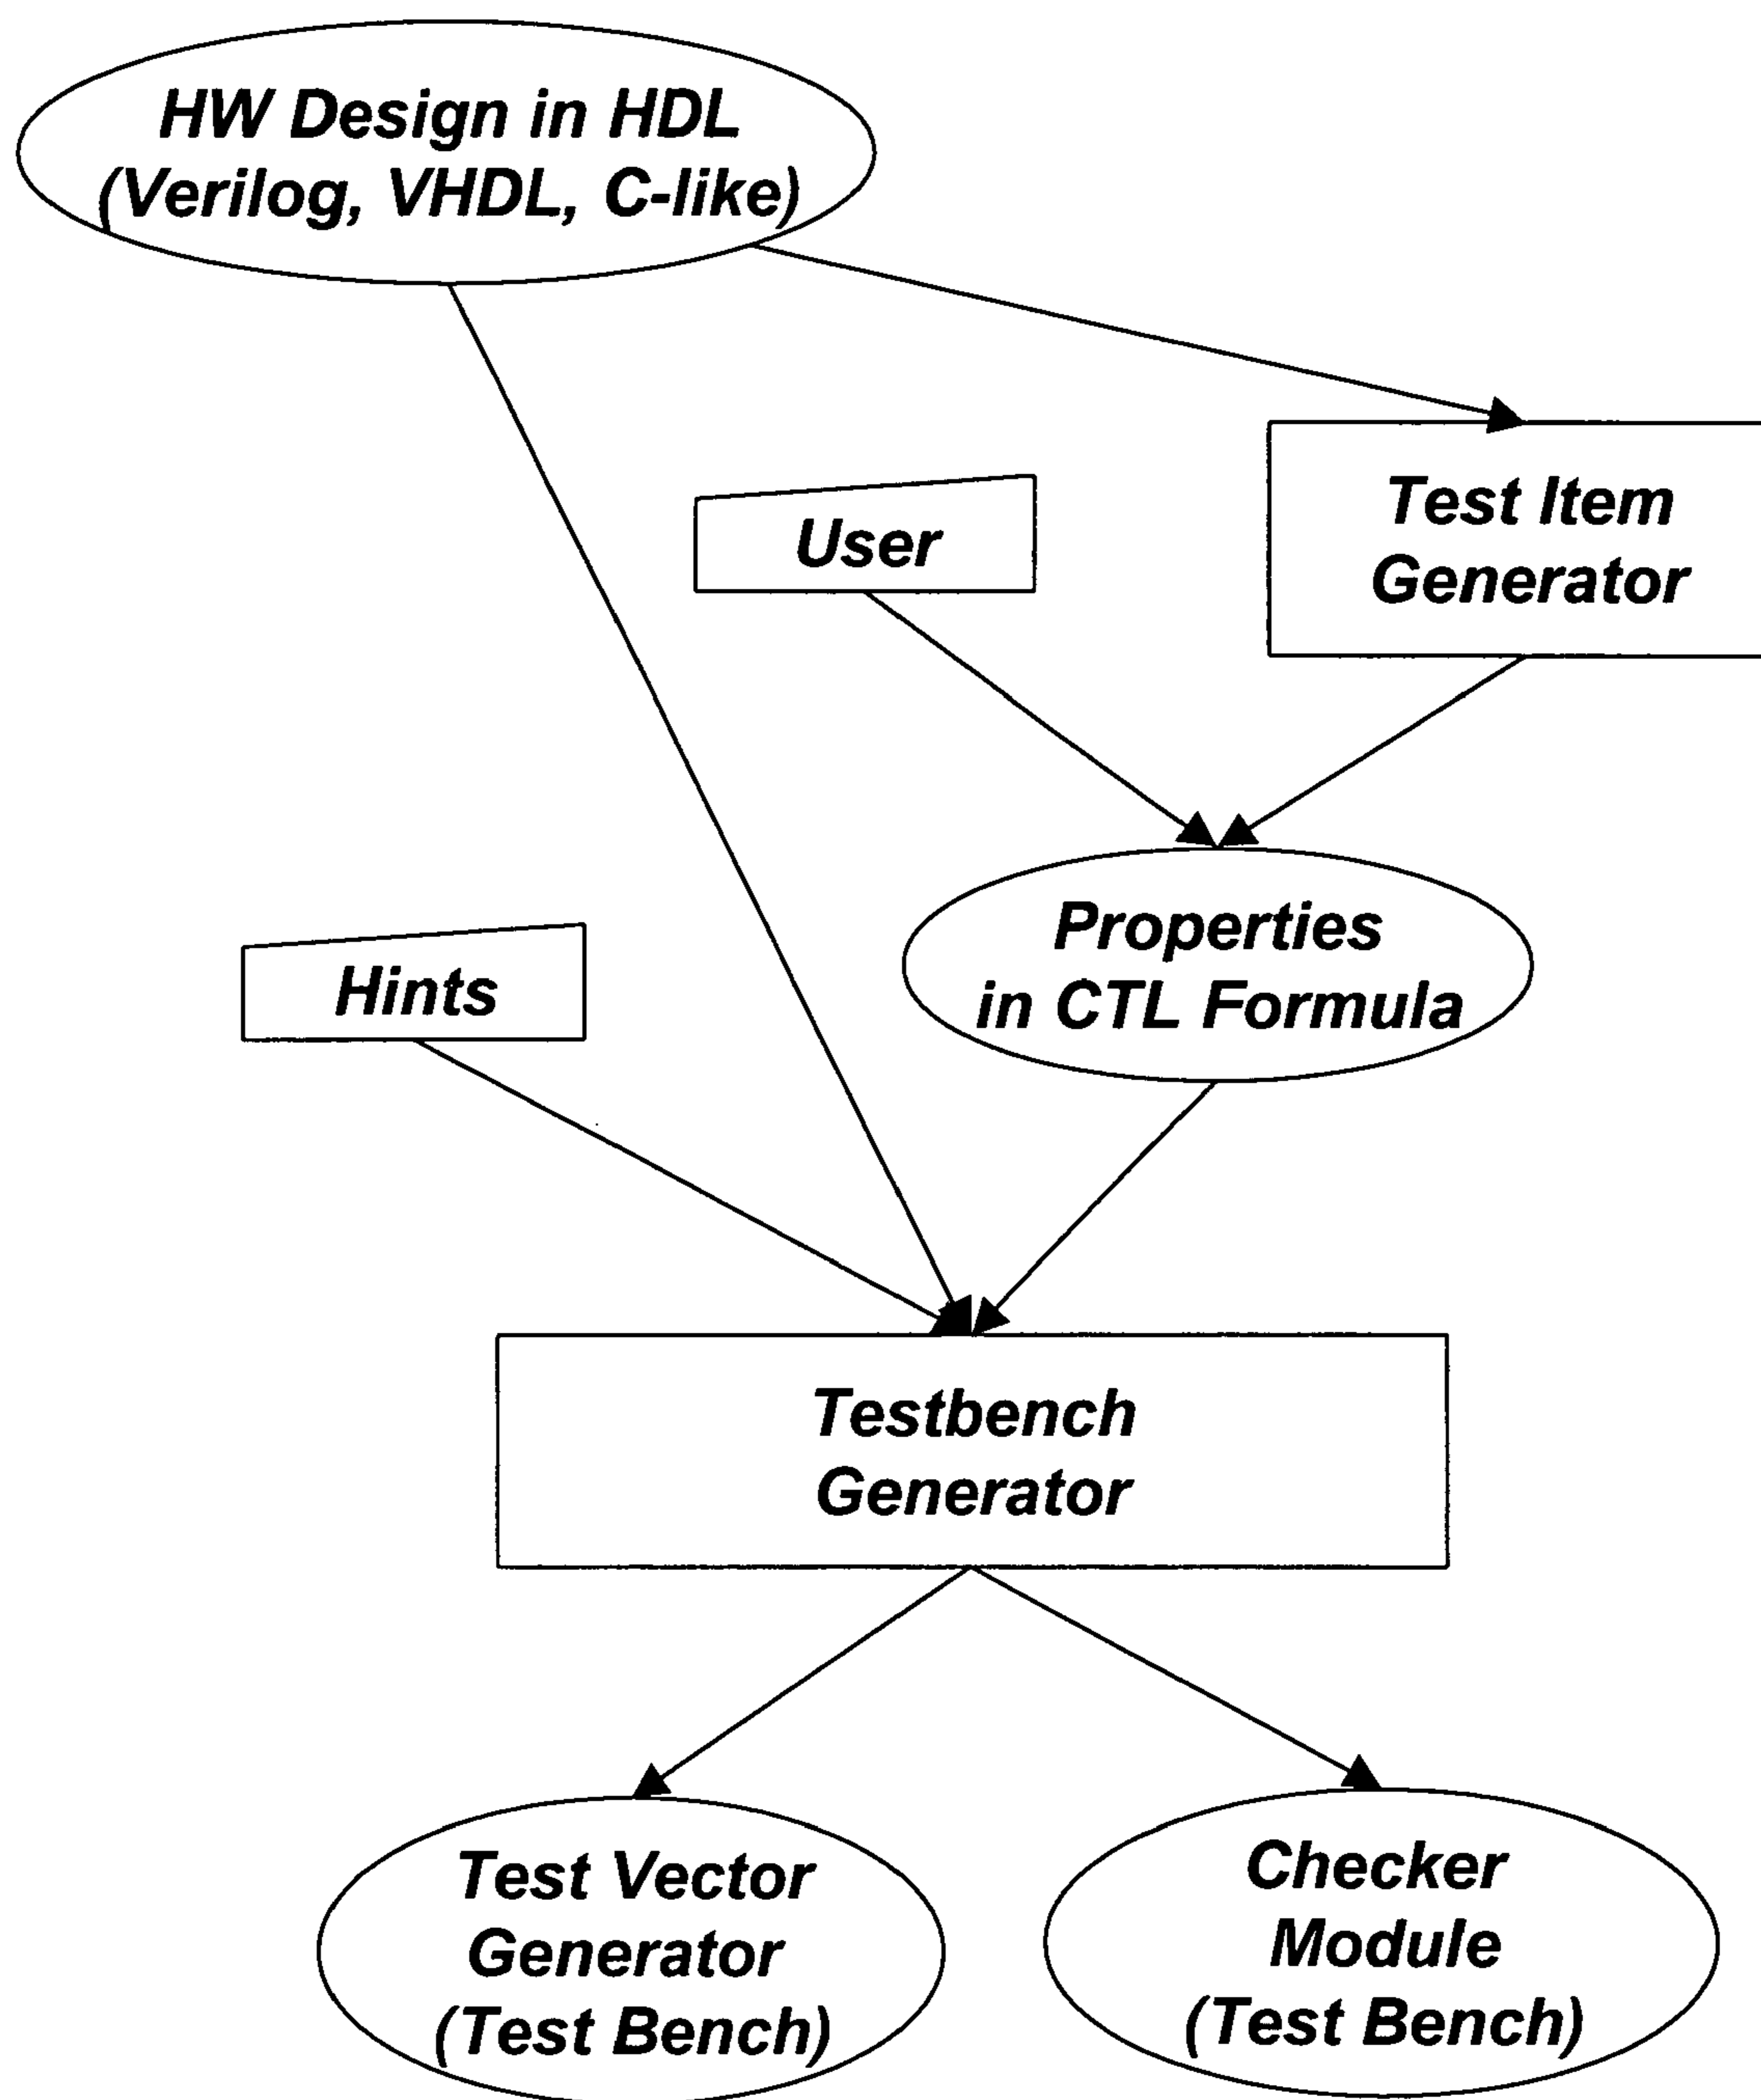 HW Design in HDL
(Verilog, VHDL, C-like)
User
Test Item
Generator
Hints
Properties
in CTL Formula
Testbench
Generator
Test Vector
Generator
(Test Bench)
Checker
Module
(Test Bench)